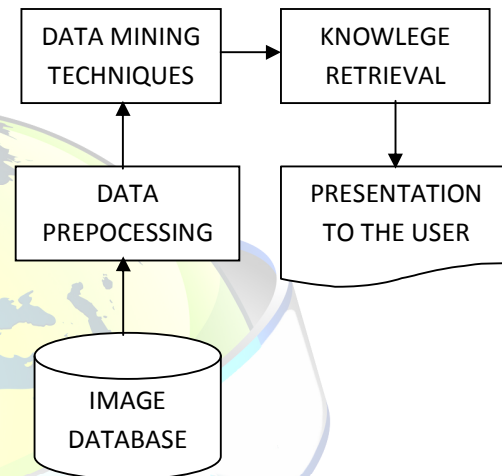 DATA MINING
TECHNIQUES
KNOWLEGE
RETRIEVAL
DATA
PREPOCESSING
PRESENTATION
TO THE USER
IMAGE
DATABASE